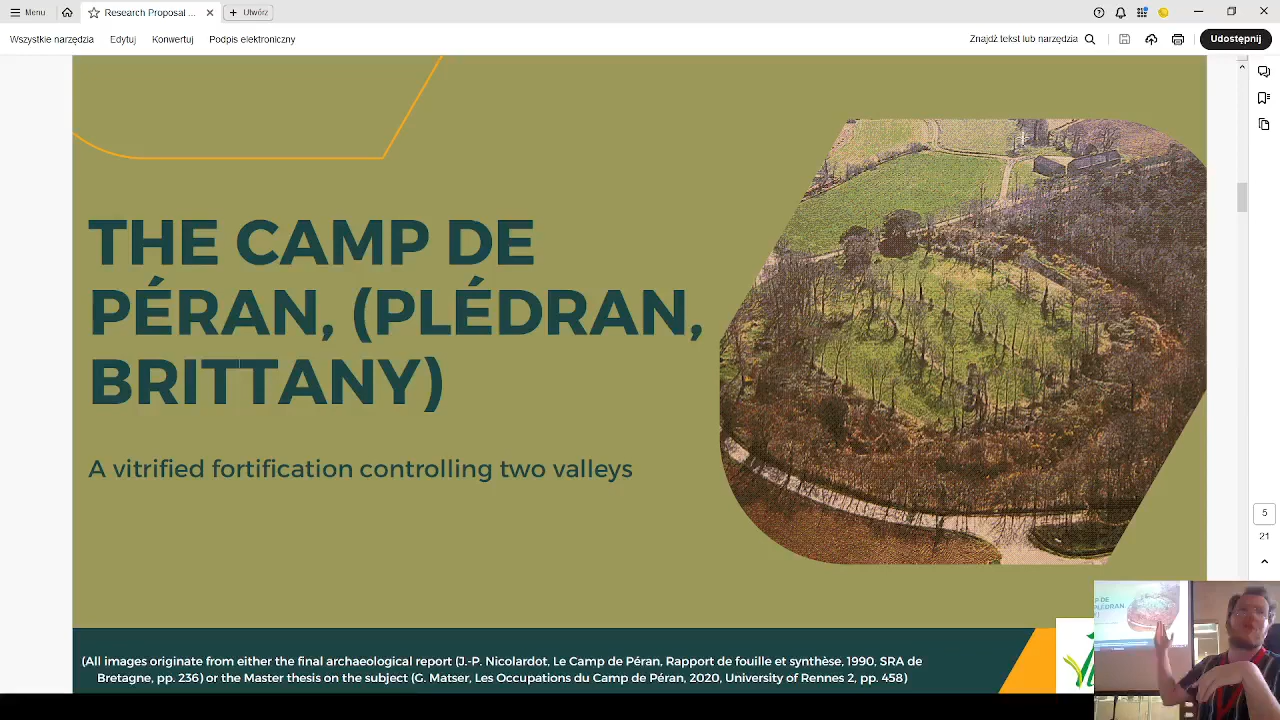 Menu
Research Proposal ...
Utwórz
Wszystkie narzędzia Edytuj Konwertuj Podpis elektroniczny
Znajdź tekst lub narzędzia
Udostępnij
THE CAMP DE
PÉRAN, (PLÉDRAN,
BRITTANY)
A vitrified fortification controlling two valleys
5
21
(All images originate from either the final archaeological report (J.-P. Nicolardot, Le Camp de Péran, Rapport de fouille et synthèse, 1990, SRA de
Bretagne, pp. 236) or the Master thesis on the subject (G. Matser, Les Occupations du Camp de Péran, 2020, University of Rennes 2, pp. 458)